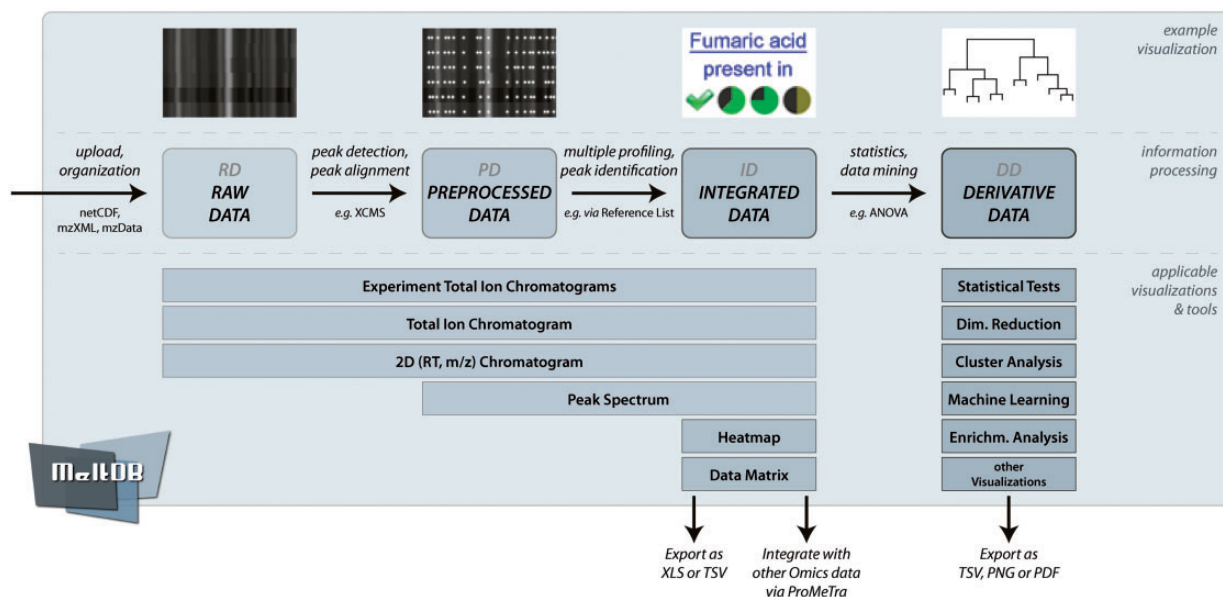 example
visualization
Fumaric acid
present in
upload,
organization
netCDF,
mzXML, mzData
RD
RAW
DATA
peak detection,
peak alignment
e.g. XCMS
PD
PREPROCESSED
DATA
multiple profiling,
peak identification
e.g. via Reference List
ID
INTEGRATED
DATA
statistics,
data mining
e.g. ANOVA
DD
DERIVATIVE
DATA
information
processing
Experiment Total Ion Chromatograms
Total Ion Chromatogram
2D (RT, m/z) Chromatogram
Peak Spectrum
Heatmap
Data Matrix
Statistical Tests
Dim. Reduction
Cluster Analysis
Machine Learning
Enrichm. Analysis
other
Visualizations
applicable
visualizations
& tools
MeltDB
Export as
XLS or TSV
Integrate with
other Omics data
via ProMeTra
Export as
TSV, PNG or PDF